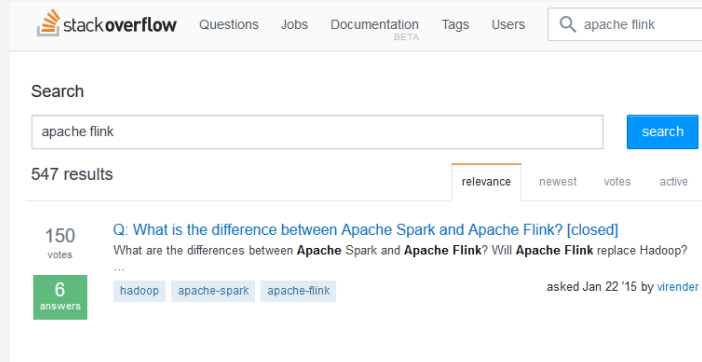 stackoverflow Questions Jobs Documentation Tags Users apache flink
BETA
Search
apache flink search
547 results relevance newest votes active
150 votes
Q: What is the difference between Apache Spark and Apache Flink? [closed]
What are the differences between Apache Spark and Apache Flink? Will Apache Flink replace Hadoop?
...
6 answers
hadoop apache-spark apache-flink
asked Jan 22 '15 by virender